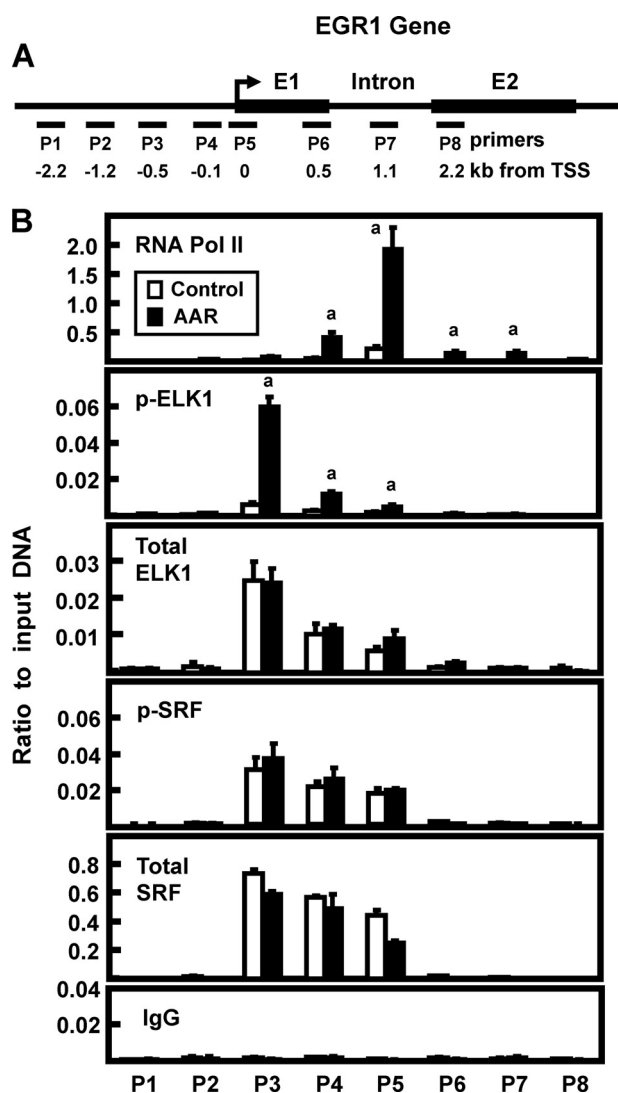 EGR1 Gene
A
E1 Intron E2
P1 P2 P3 P4 P5 P6 P7 P8 primers
-2.2 -1.2 -0.5 -0.1 0 0.5 1.1 2.2 kb from TSS
B
Ratio to input DNA
RNA Pol II
Control
AAR
2.0
1.5
1.0
0.5
a a a a
p-ELK1
0.06
0.04
0.02
a a a
Total
ELK1
0.03
0.02
0.01
p-SRF
0.06
0.04
0.02
Total
SRF
0.8
0.6
0.4
0.2
IgG
0.04
0.02
P1 P2 P3 P4 P5 P6 P7 P8